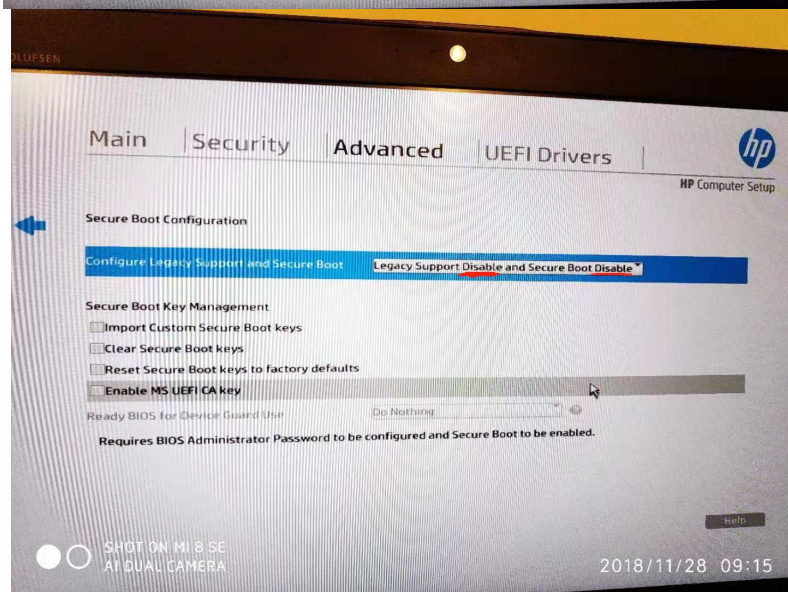 OLUFSEN
Main Security Advanced UEFI Drivers
hp
HP Computer Setup
Secure Boot Configuration
Configure Legacy Support and Secure Boot Legacy Support Disable and Secure Boot Disable
Secure Boot Key Management
Import Custom Secure Boot keys
Clear Secure Boot keys
Reset Secure Boot keys to factory defaults
Enable MS UEFI CA key
Ready BIOS for Device Guard Use Do Nothing
Requires BIOS Administrator Password to be configured and Secure Boot to be enabled.
Help
SHOT ON MI 8 SE
AI DUAL CAMERA
2018/11/28 09:15